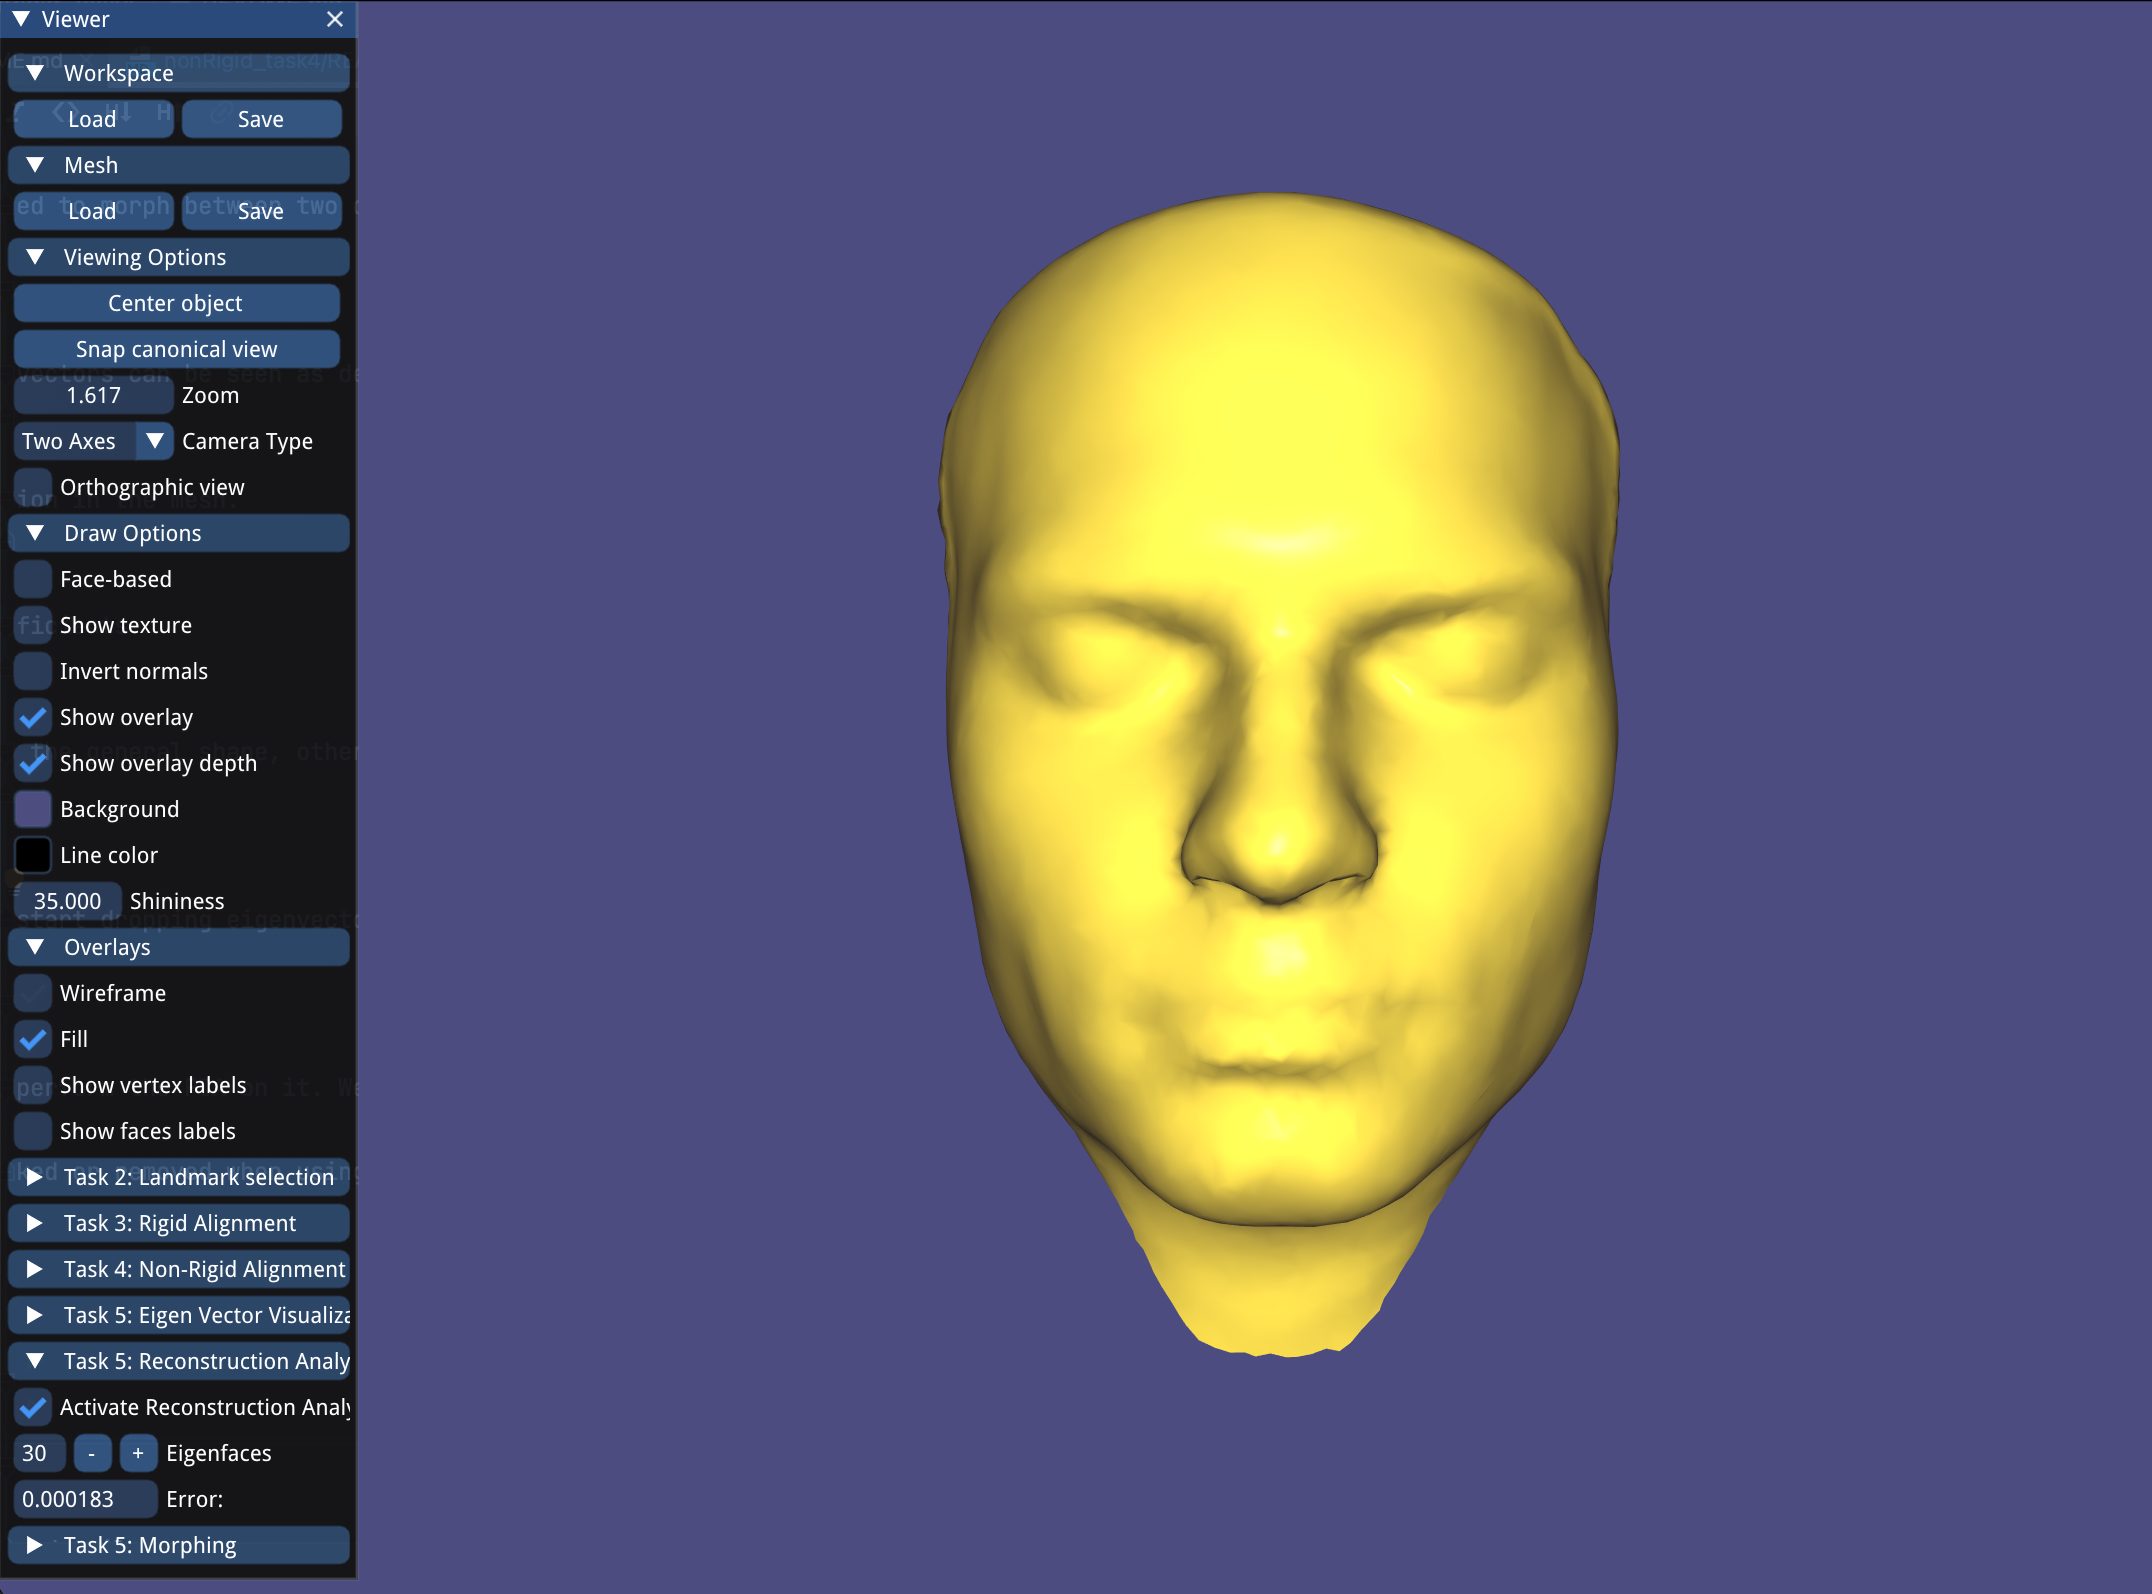 Viewer
Workspace
Load Save
Mesh
Load Save
Viewing Options
Center object
Snap canonical view
1.617 Zoom
Two Axes Camera Type
Orthographic view
Draw Options
Face-based
Show texture
Invert normals
Show overlay
Show overlay depth
Background
Line color
35.000 Shininess
Overlays
Wireframe
Fill
Show vertex labels
Show faces labels
Task 2: Landmark selection
Task 3: Rigid Alignment
Task 4: Non-Rigid Alignment
Task 5: Eigen Vector Visualiza
Task 5: Reconstruction Analy
Activate Reconstruction Analy
30 - + Eigenfaces
0.000183 Error:
Task 5: Morphing